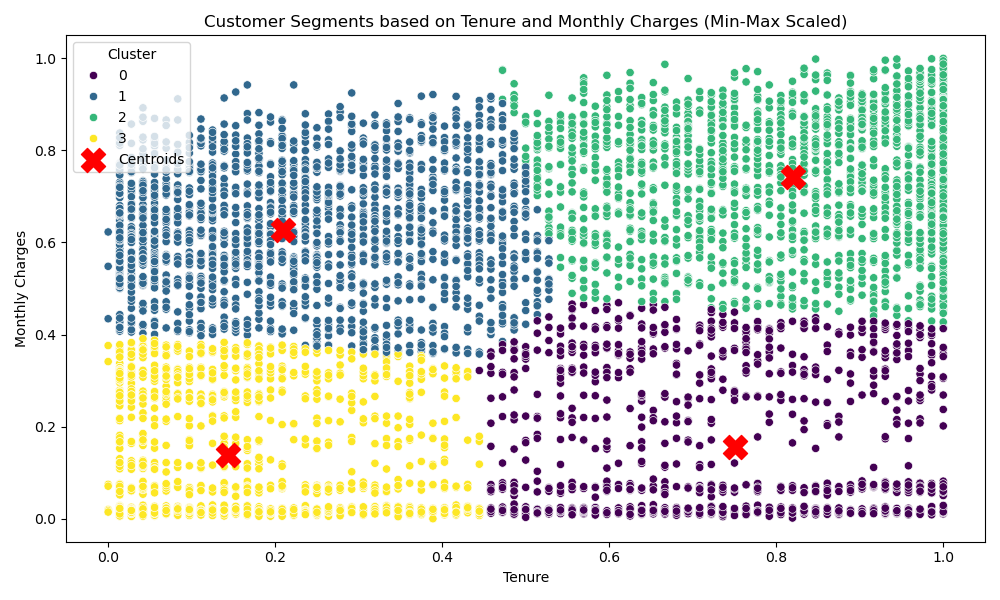 Customer Segments based on Tenure and Monthly Charges (Min-Max Scaled)
Cluster
0
1
2
3
Centroids
1.0
0.8
0.6
0.4
0.2
0.0
Monthly Charges
0.0 0.2 0.4 0.6 0.8 1.0
Tenure